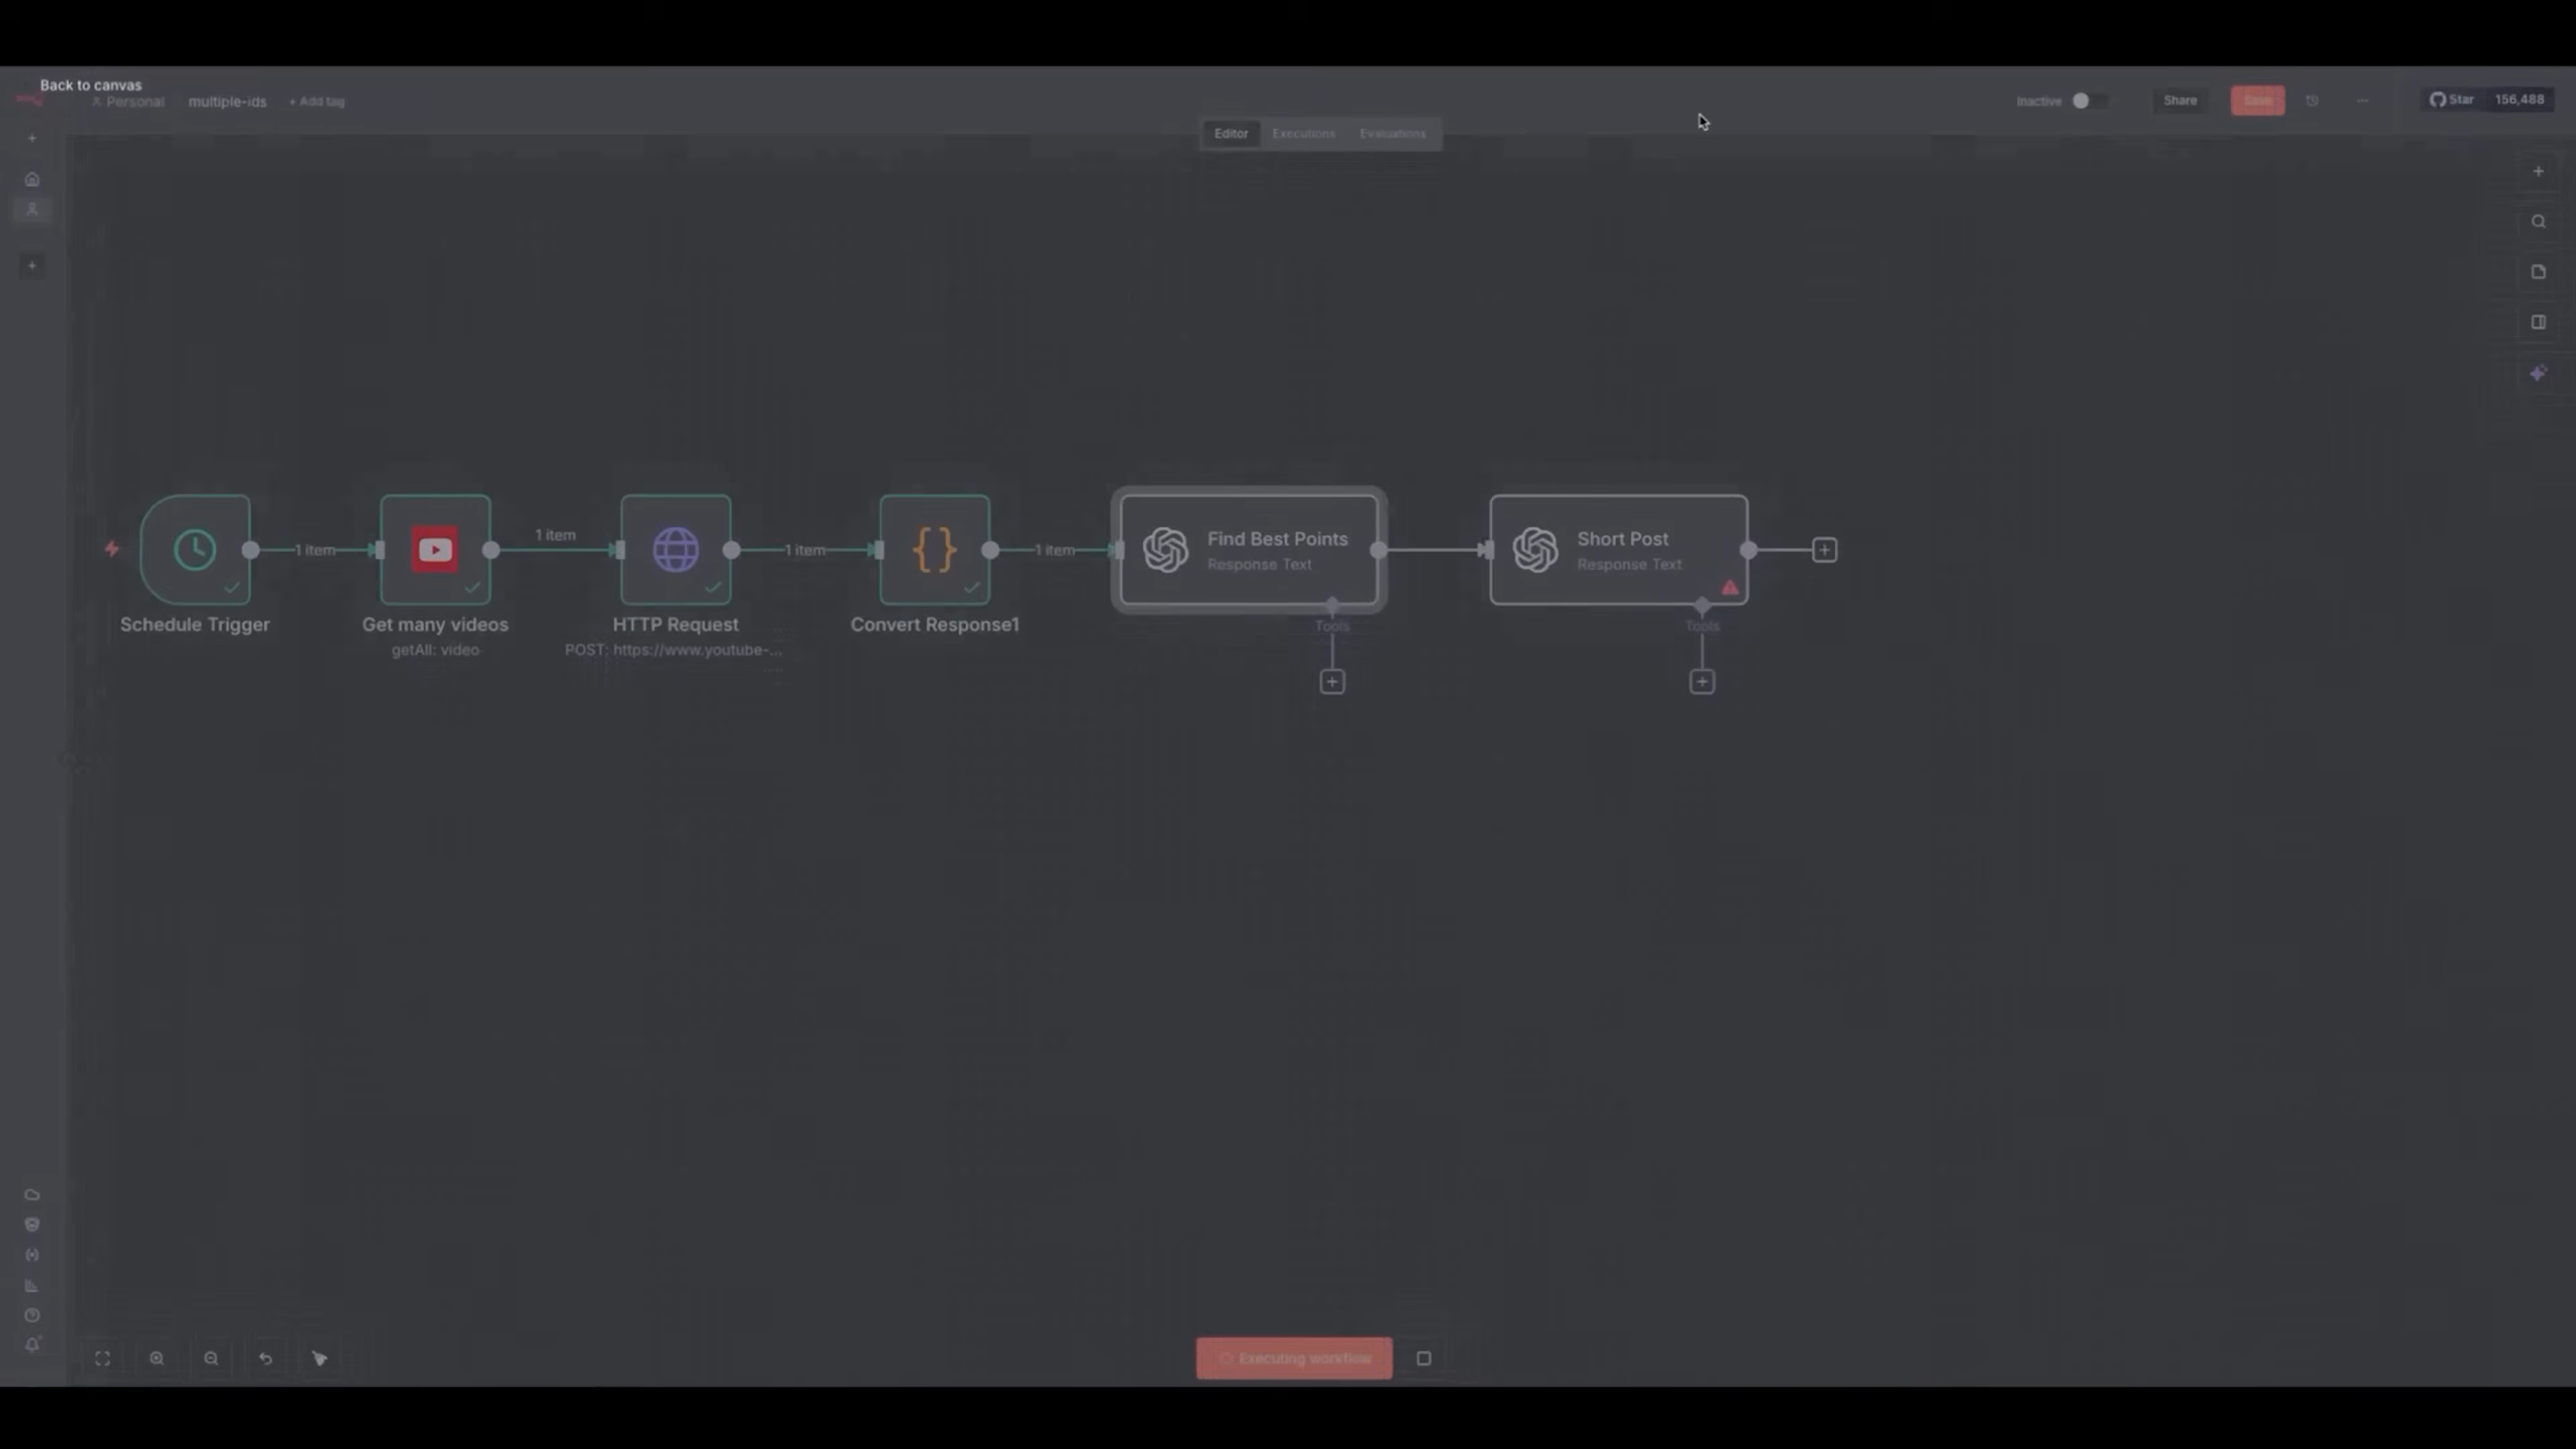 Back to canvas
Personal
multiple-ids
+ Add tag
Inactive
Share
Save
Star
156,488
Editor
Executions
Evaluations
1 item
1 item
1 item
1 item
Find Best Points
Response Text
Short Post
Response Text
Schedule Trigger
Get many videos
getAll: video
HTTP Request
POST: https://www.youtube-...
Convert Response1
Tools
Tools
Executing workflow